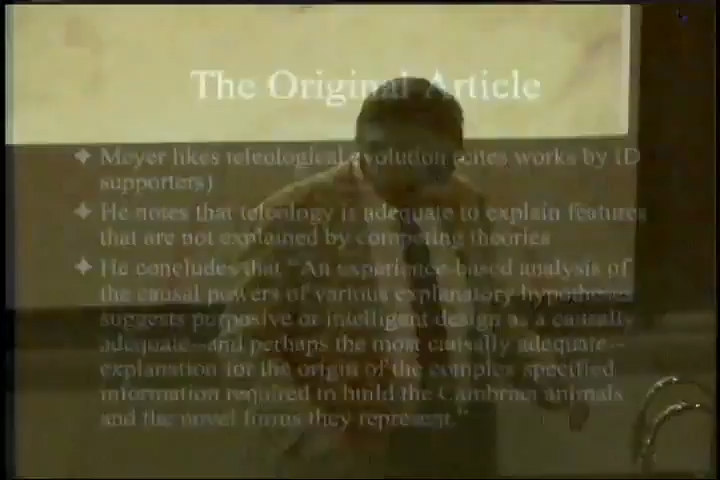 The Original Article
Meyer likes teleological evolution (cites works by ID
supporters)
He notes that teleology is adequate to explain features
that are not explained by competing theories
He concludes that "An experience-based analysis of
the causal powers of various explanatory hypotheses
suggests purposive or intelligent design as a causally
adequate--and perhaps the most causally adequate--
explanation for the origin of the complex specified
information required to build the Cambrian animals
and the novel forms they represent."